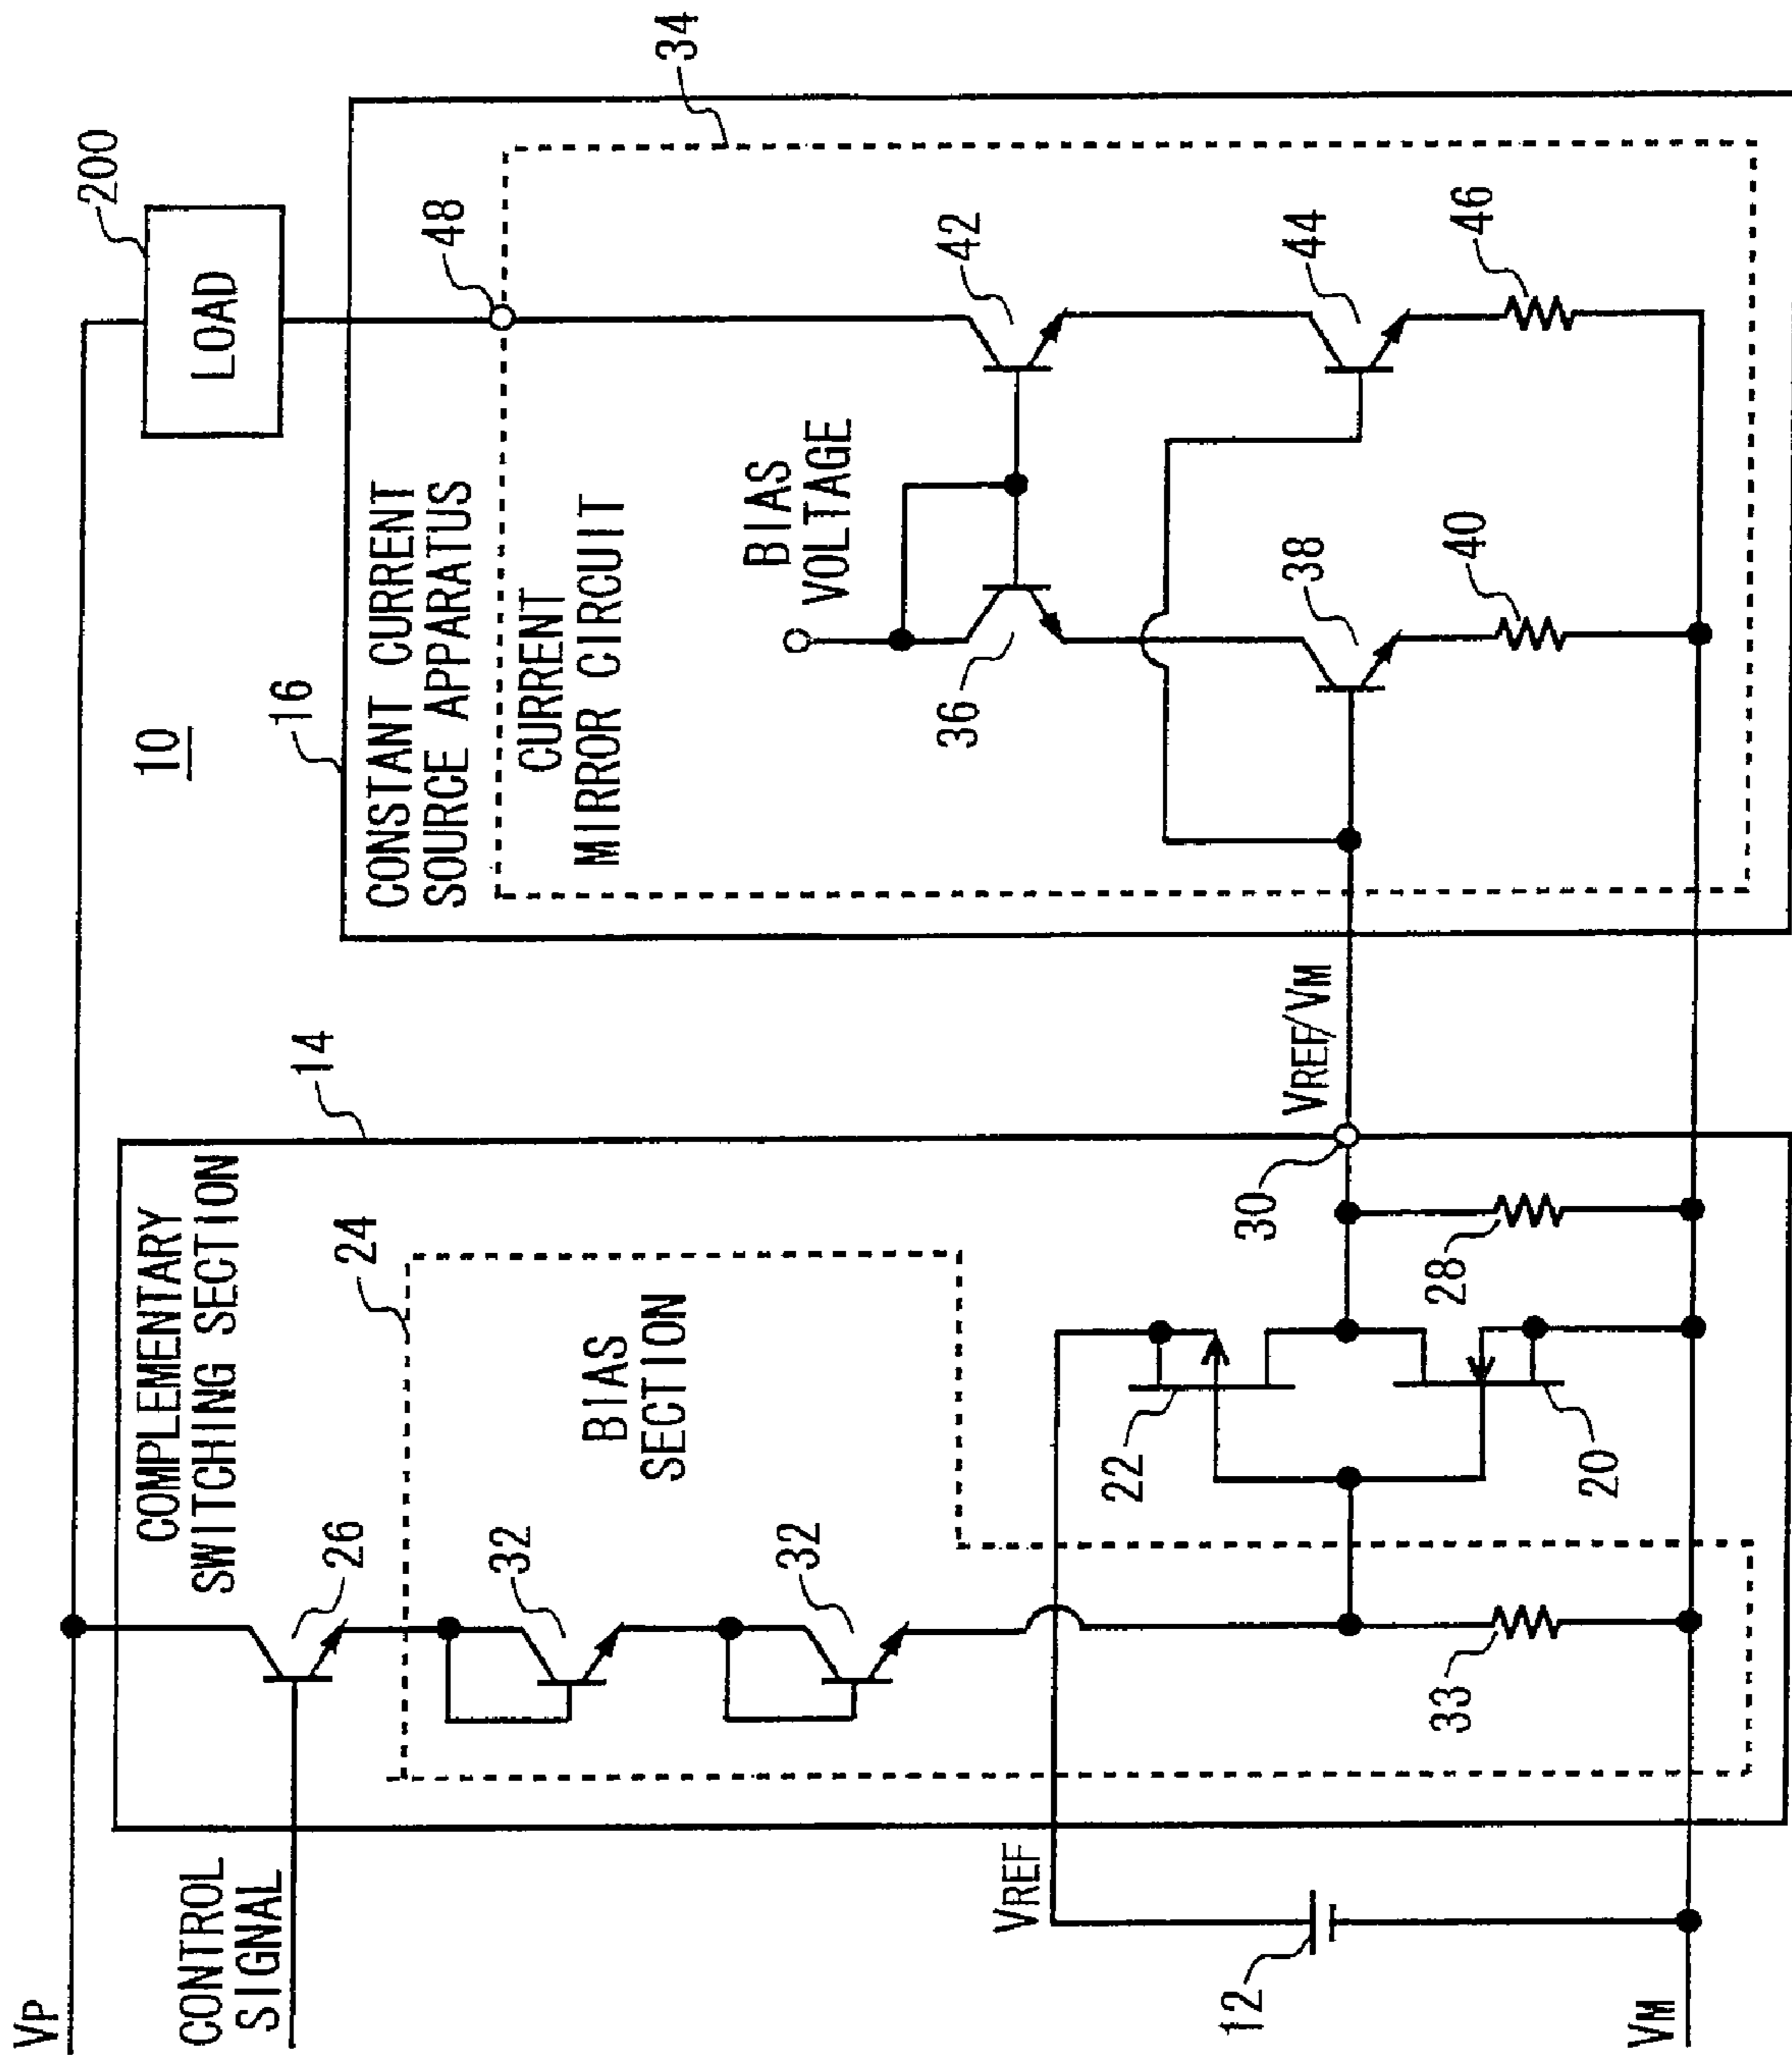 10
VP
CONTROL
SIGNAL
COMPLEMENTARY
SWITCHING SECTION
14
26
24
32
32
BIAS
SECTION
VREF
12
22
20
33
28
30
VREF/VM
VM
16
CONSTANT CURRENT
SOURCE APPARATUS
CURRENT
MIRROR CIRCUIT
34
LOAD
200
48
BIAS
VOLTAGE
36
42
38
44
40
46